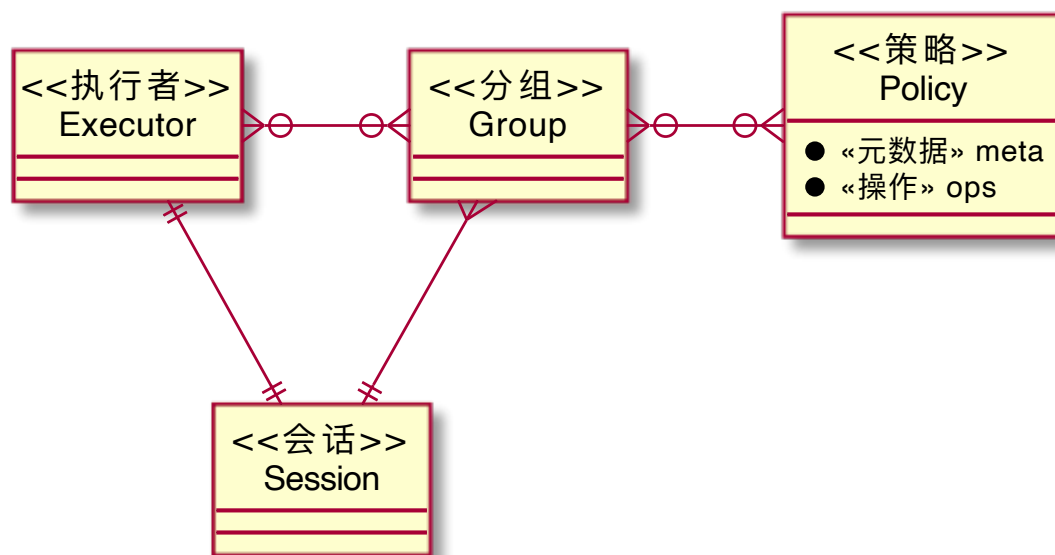 <<执行者>>
Executor
<<分组>>
Group
<<策略>>
Policy
«元数据» meta
«操作» ops
<<会话>>
Session